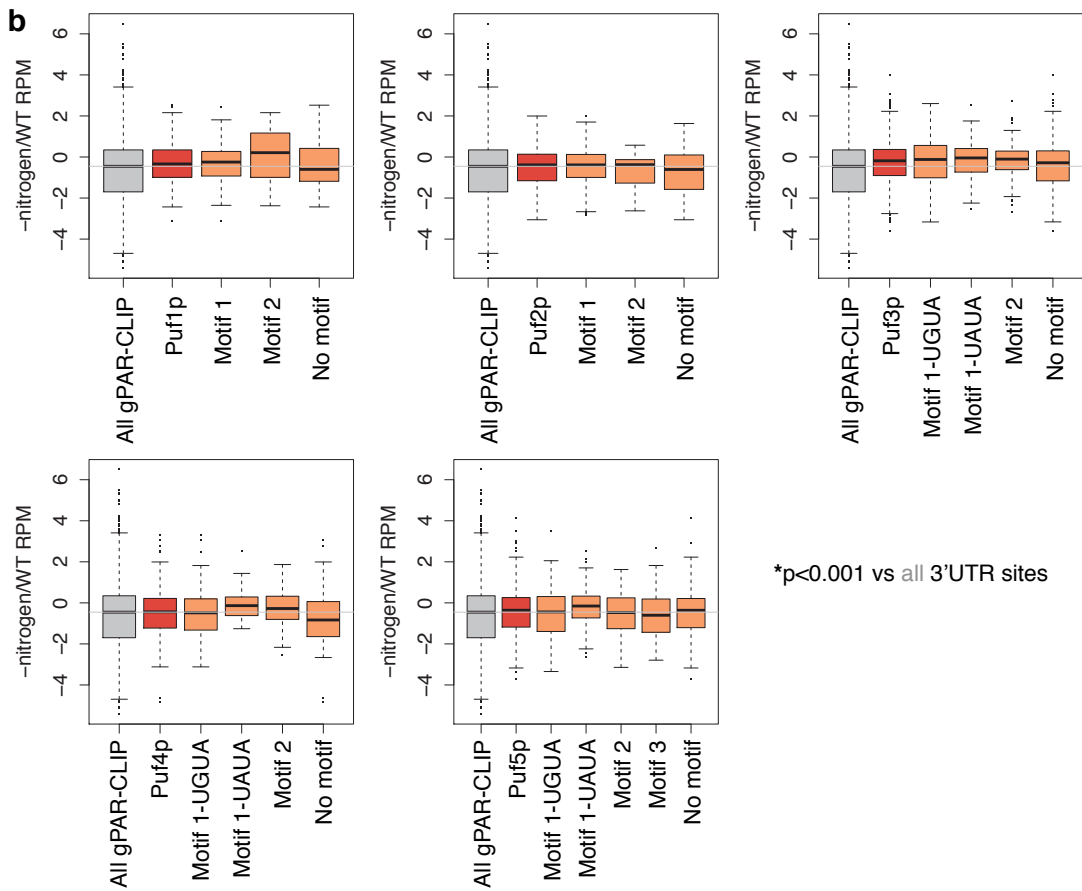 b
−nitrogen/WT RPM
6
4
2
0
−2
−4
All gPAR-CLIP
Puf1p
Motif 1
Motif 2
No motif
−nitrogen/WT RPM
6
4
2
0
−2
−4
All gPAR-CLIP
Puf2p
Motif 1
Motif 2
No motif
−nitrogen/WT RPM
6
4
2
0
−2
−4
All gPAR-CLIP
Puf3p
Motif 1-UGUA
Motif 1-UAUA
Motif 2
No motif
−nitrogen/WT RPM
6
4
2
0
−2
−4
All gPAR-CLIP
Puf4p
Motif 1-UGUA
Motif 1-UAUA
Motif 2
No motif
−nitrogen/WT RPM
6
4
2
0
−2
−4
All gPAR-CLIP
Puf5p
Motif 1-UGUA
Motif 1-UAUA
Motif 2
Motif 3
No motif
*p<0.001 vs all 3'UTR sites